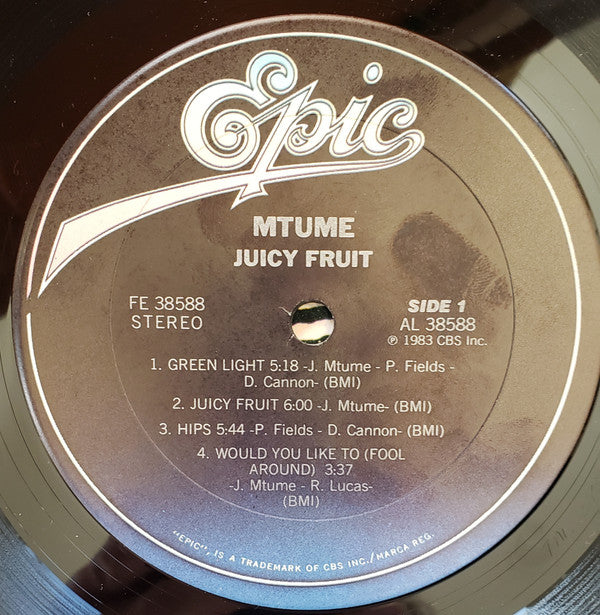 Epic
MTUME
JUICY FRUIT
FE 38588
STEREO
SIDE 1
AL 38588
℗ 1983 CBS Inc.
1. GREEN LIGHT 5:18 -J. Mtume - P. Fields -
D. Cannon- (BMI)
2. JUICY FRUIT 6:00 -J. Mtume- (BMI)
3. HIPS 5:44 -P. Fields - D. Cannon- (BMI)
4. WOULD YOU LIKE TO (FOOL
AROUND) 3:37
-J. Mtume - R. Lucas-
(BMI)
"EPIC", IS A TRADEMARK OF CBS INC./MARCA REG.